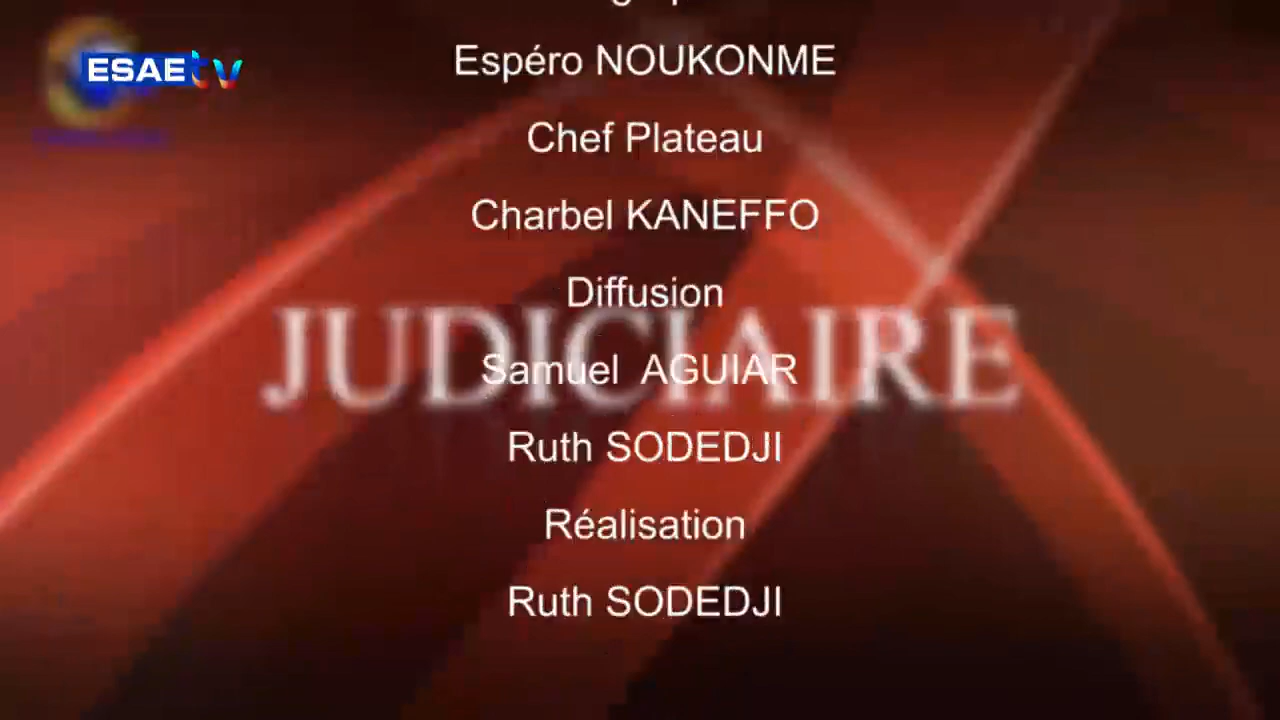 ESAE tv
Espéro NOUKONME
Chef Plateau
Charbel KANEFFO
Diffusion
JUDICIAIRE
Samuel AGUIAR
Ruth SODEDJI
Réalisation
Ruth SODEDJI